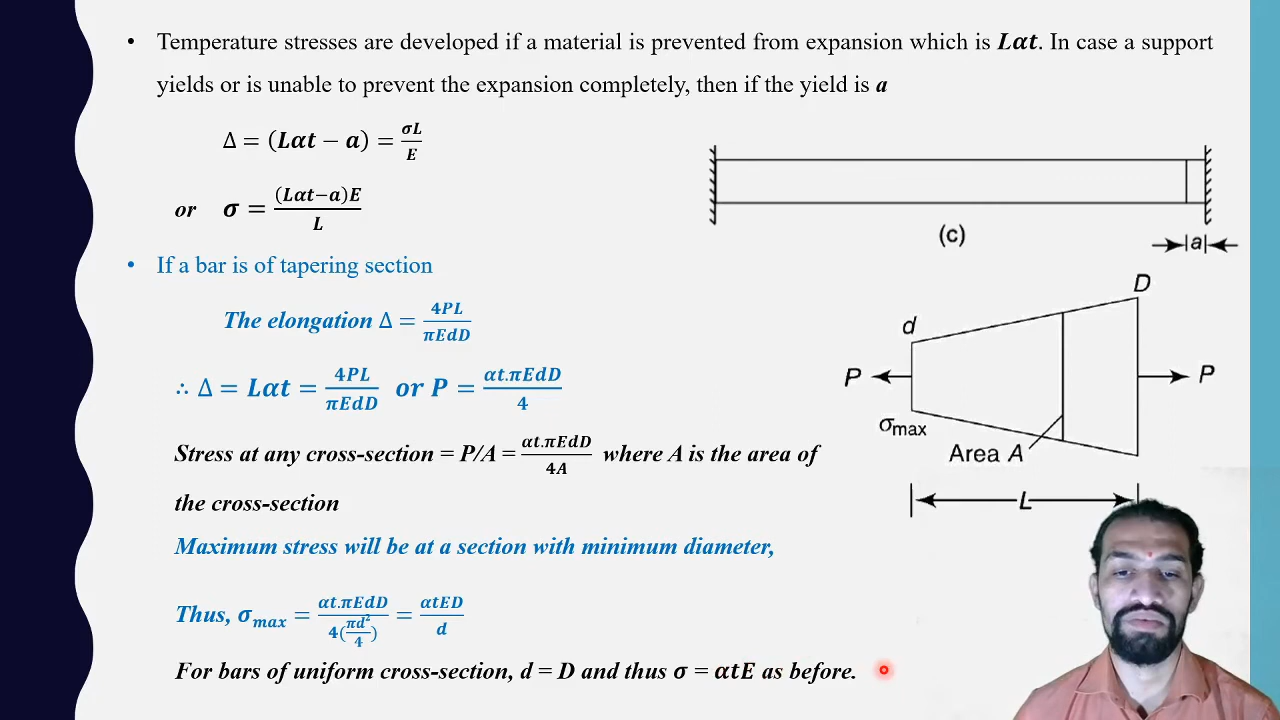 • Temperature stresses are developed if a material is prevented from expansion which is Lαt. In case a support
yields or is unable to prevent the expansion completely, then if the yield is a
Δ = (Lαt − a) = σL/E
or σ = (Lαt−a)E/L
(c)
a
• If a bar is of tapering section
The elongation Δ = 4PL/πEdD
∴ Δ = Lαt = 4PL/πEdD or P = αt.πEdD/4
Stress at any cross-section = P/A = αt.πEdD/4A where A is the area of
the cross-section
Maximum stress will be at a section with minimum diameter,
Thus, σmax = αt.πEdD/4(πd²/4) = αtED/d
For bars of uniform cross-section, d = D and thus σ = αtE as before.
D
d
P
P
σmax
Area A
L